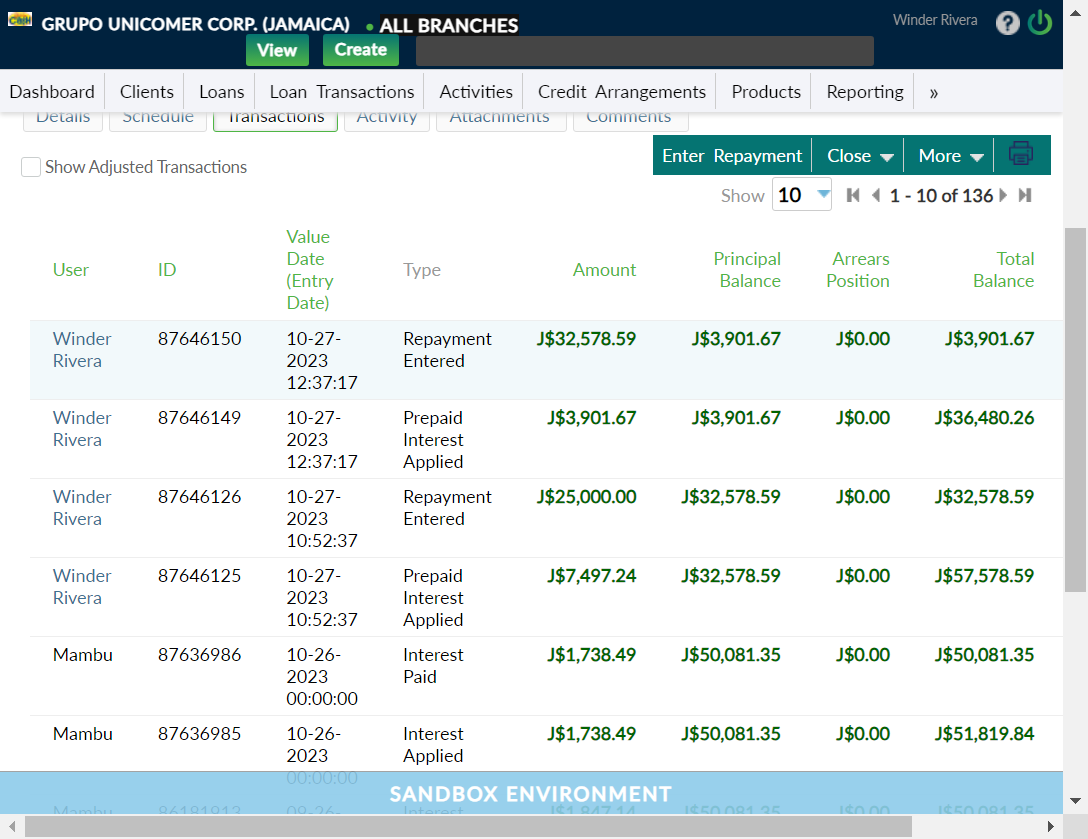 Cash
GRUPO UNICOMER CORP. (JAMAICA) • ALL BRANCHES
Winder Rivera
?
View Create
Dashboard Clients Loans Loan Transactions Activities Credit Arrangements Products Reporting »
Details Schedule Transactions Activity Attachments Comments
Enter Repayment Close More
Show Adjusted Transactions
Show 10 1 - 10 of 136
User ID Value Date (Entry Date) Type Amount Principal Balance Arrears Position Total Balance
Winder Rivera 87646150 10-27-2023 12:37:17 Repayment Entered J$32,578.59 J$3,901.67 J$0.00 J$3,901.67
Winder Rivera 87646149 10-27-2023 12:37:17 Prepaid Interest Applied J$3,901.67 J$3,901.67 J$0.00 J$36,480.26
Winder Rivera 87646126 10-27-2023 10:52:37 Repayment Entered J$25,000.00 J$32,578.59 J$0.00 J$32,578.59
Winder Rivera 87646125 10-27-2023 10:52:37 Prepaid Interest Applied J$7,497.24 J$32,578.59 J$0.00 J$57,578.59
Mambu 87636986 10-26-2023 00:00:00 Interest Paid J$1,738.49 J$50,081.35 J$0.00 J$50,081.35
Mambu 87636985 10-26-2023 00:00:00 Interest Applied J$1,738.49 J$50,081.35 J$0.00 J$51,819.84
SANDBOX ENVIRONMENT
Mambu 86181913 09-26- Interest J$1,847.14 J$50,081.35 J$0.00 J$50,081.35